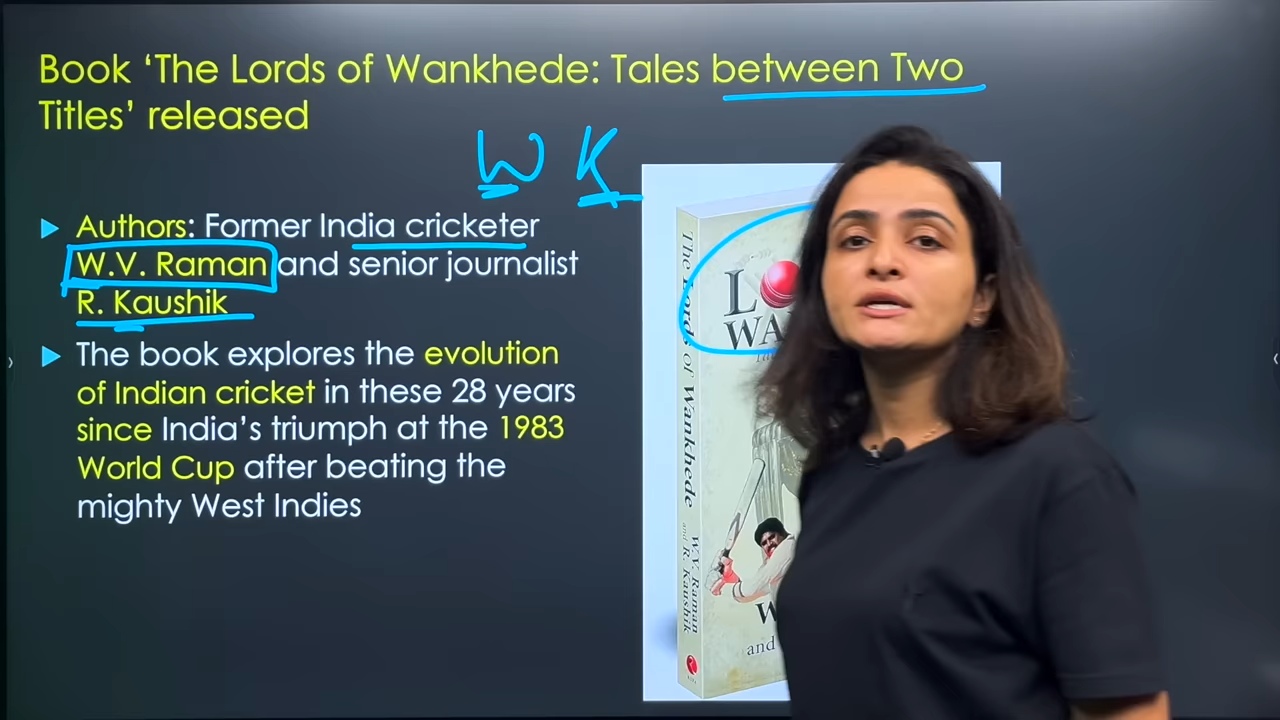 Book ‘The Lords of Wankhede: Tales between Two
Titles’ released
W K
Authors: Former India cricketer
W.V. Raman and senior journalist
R. Kaushik
The book explores the evolution
of Indian cricket in these 28 years
since India’s triumph at the 1983
World Cup after beating the
mighty West Indies
The Lords of Wankhede
W.V. Raman
and R. Kaushik
L
WA
W
and